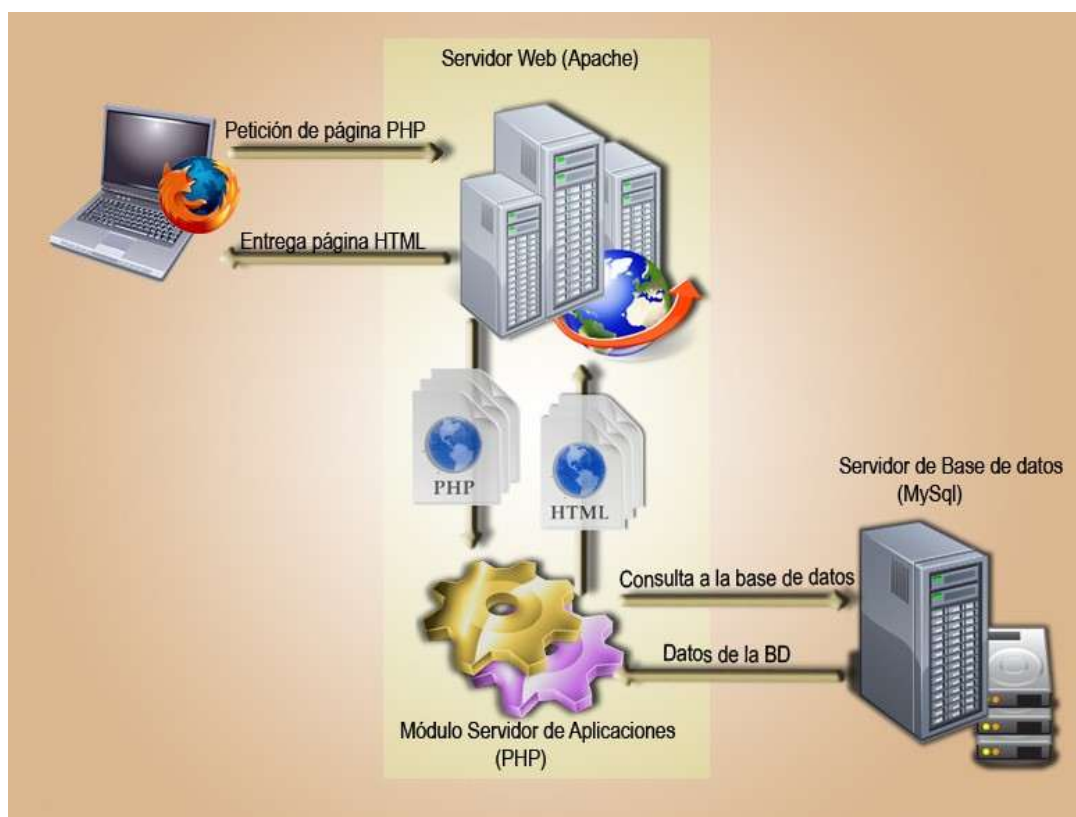 Servidor Web (Apache)
Petición de página PHP
Entrega página HTML
PHP
HTML
Servidor de Base de datos
(MySql)
Consulta a la base de datos
Datos de la BD
Módulo Servidor de Aplicaciones
(PHP)